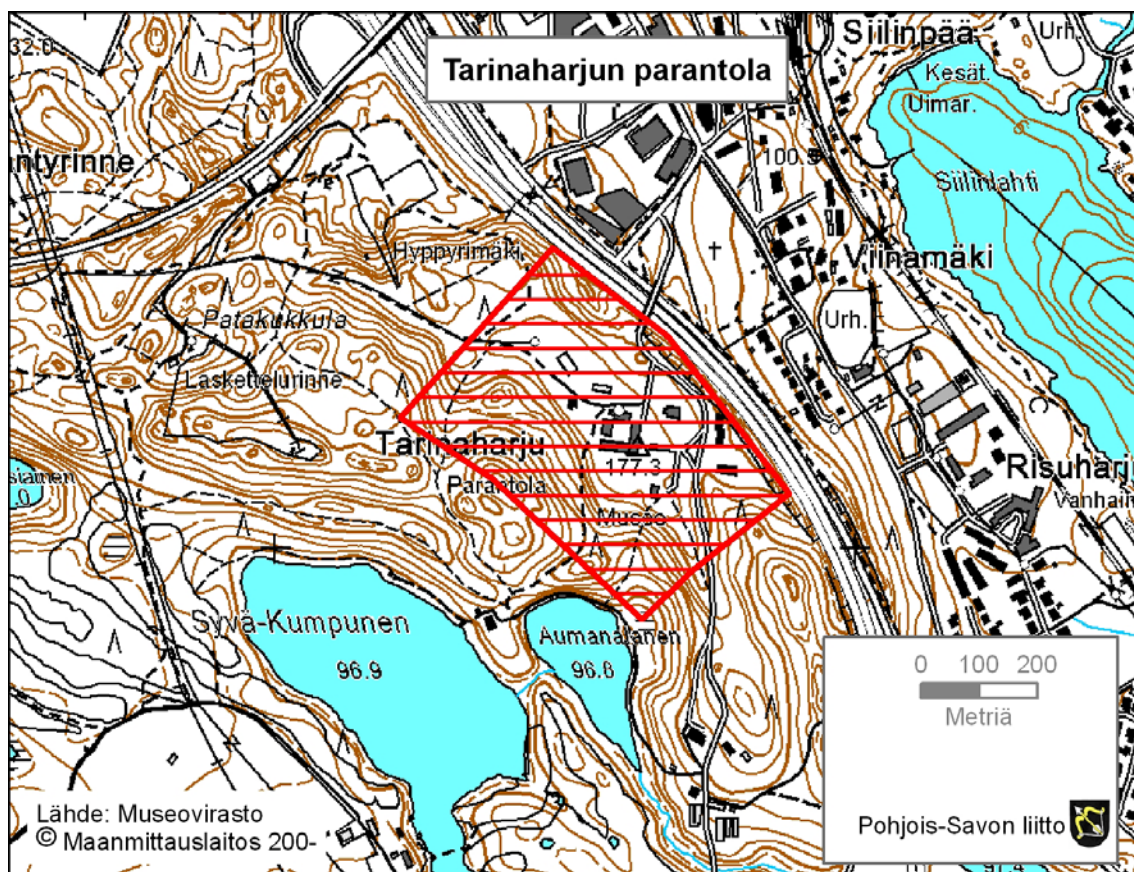 Tarinaharjun parantola
32.0
Siilinpää
Urh.
Kesät.
Uimar.
Siilinlahti
äntyrinne
Hyppyrimäki
Viinamäki
Patakukkula
Urh.
Laskettelurinne
Tarinaharju
177.3
Parantola
Museo
Risuharju
Vanhain
Syvä-Kumpunen
96.9
Aumanalanen
96.8
0 100 200
Metriä
Pohjois-Savon liitto
Lähde: Museovirasto
© Maanmittauslaitos 200-